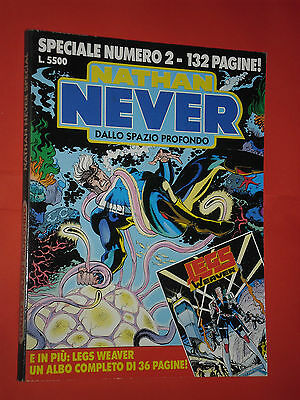 SPECIALE NUMERO 2 - 132 PAGINE!
L. 5500
NATHAN
NEVER
DALLO SPAZIO PROFONDO
LEGS
WEAVER
E IN PIÙ: LEGS WEAVER
UN ALBO COMPLETO DI 36 PAGINE!